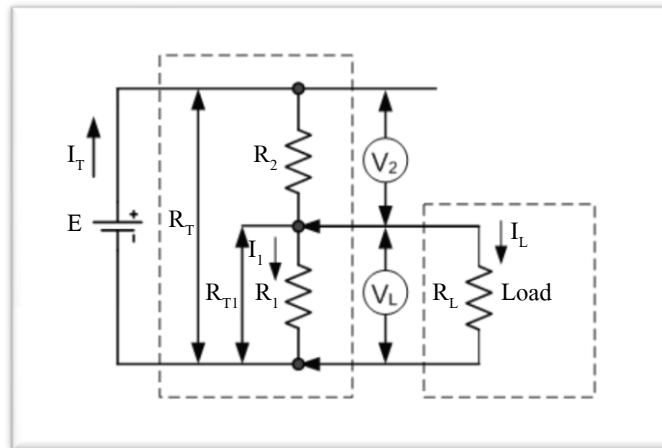 I_T
E
+
-
R_T
R_2
V_2
I_1
R_T1
R_1
V_L
R_L
I_L
Load